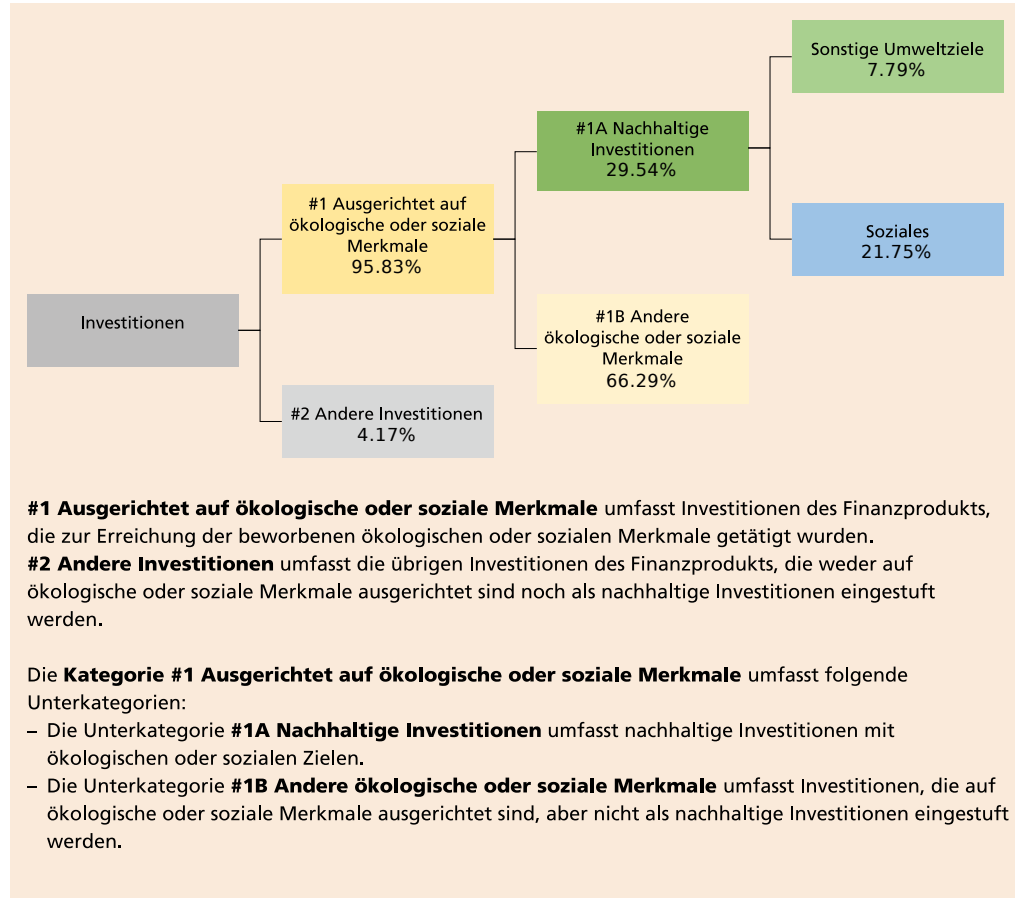 Sonstige Umweltziele
7.79%
#1A Nachhaltige
Investitionen
29.54%
#1 Ausgerichtet auf
ökologische oder soziale
Merkmale
95.83%
Soziales
21.75%
Investitionen
#1B Andere
ökologische oder soziale
Merkmale
66.29%
#2 Andere Investitionen
4.17%
#1 Ausgerichtet auf ökologische oder soziale Merkmale umfasst Investitionen des Finanzprodukts,
die zur Erreichung der beworbenen ökologischen oder sozialen Merkmale getätigt wurden.
#2 Andere Investitionen umfasst die übrigen Investitionen des Finanzprodukts, die weder auf
ökologische oder soziale Merkmale ausgerichtet sind noch als nachhaltige Investitionen eingestuft
werden.
Die Kategorie #1 Ausgerichtet auf ökologische oder soziale Merkmale umfasst folgende
Unterkategorien:
– Die Unterkategorie #1A Nachhaltige Investitionen umfasst nachhaltige Investitionen mit
ökologischen oder sozialen Zielen.
– Die Unterkategorie #1B Andere ökologische oder soziale Merkmale umfasst Investitionen, die auf
ökologische oder soziale Merkmale ausgerichtet sind, aber nicht als nachhaltige Investitionen eingestuft
werden.